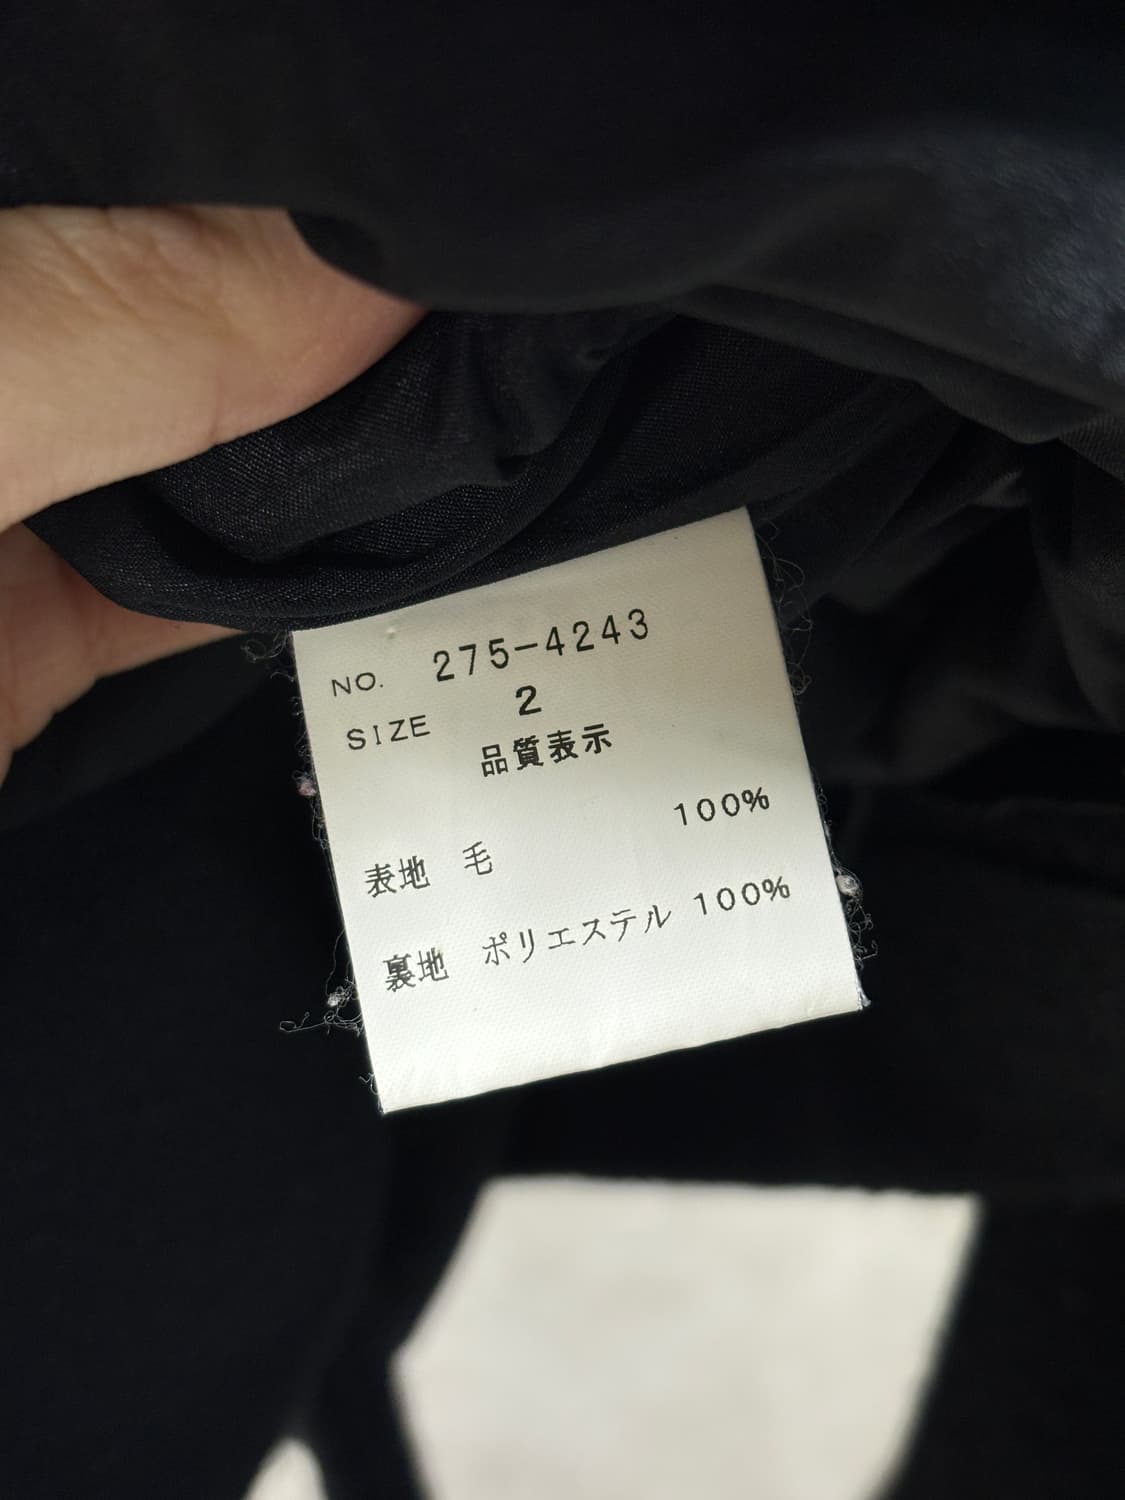 NO. 275-4243
SIZE 2
品質表示
100%
表地 毛
裏地 ポリエステル 100%